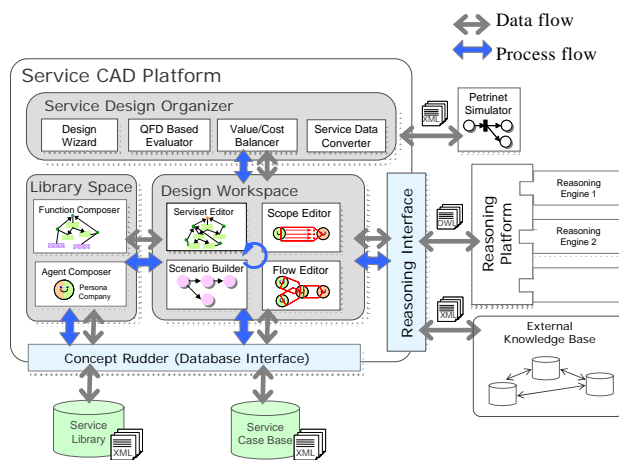 Data flow
Process flow
Service CAD Platform
Service Design Organizer
Design
Wizard
QFD Based
Evaluator
Value/Cost
Balancer
Service Data
Converter
XML
Petrinet
Simulator
Library Space
Function Composer
Agent Composer
Persona
Company
Design Workspace
Serviset Editor
Scope Editor
Scenario Builder
Flow Editor
Reasoning Interface
OWL
XML
Reasoning
Platform
Reasoning
Engine 1
Reasoning
Engine 2
External
Knowledge Base
Concept Rudder (Database Interface)
Service
Library
XML
Service
Case Base
XML